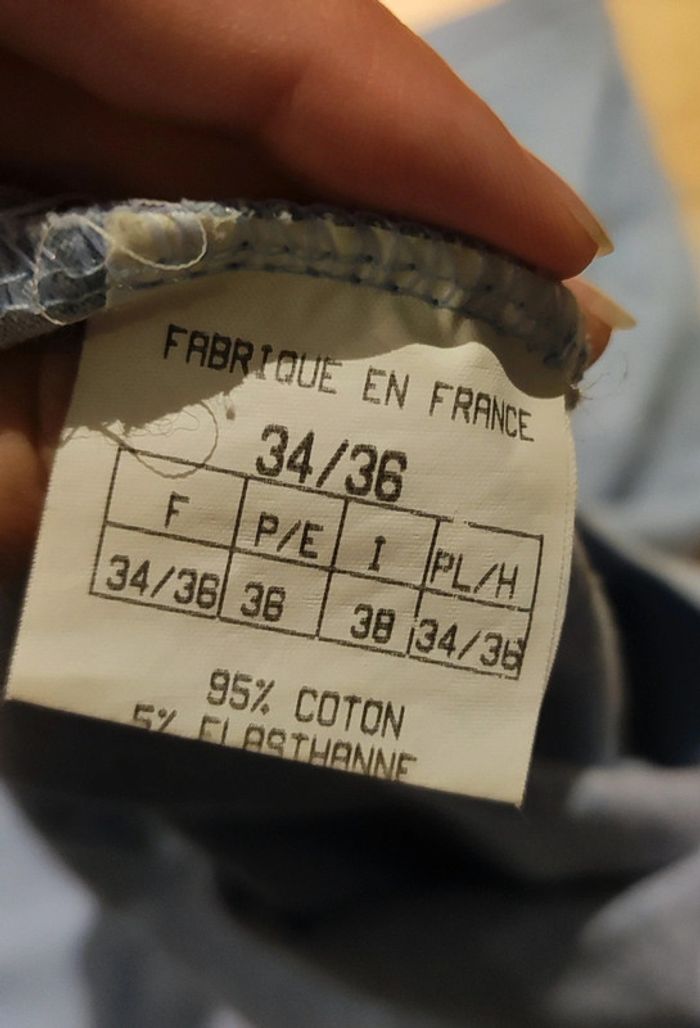 FABRIQUE EN FRANCE
34/36
F P/E I PL/H
34/36 36 38 34/36
95% COTON
5% ELASTHANNE